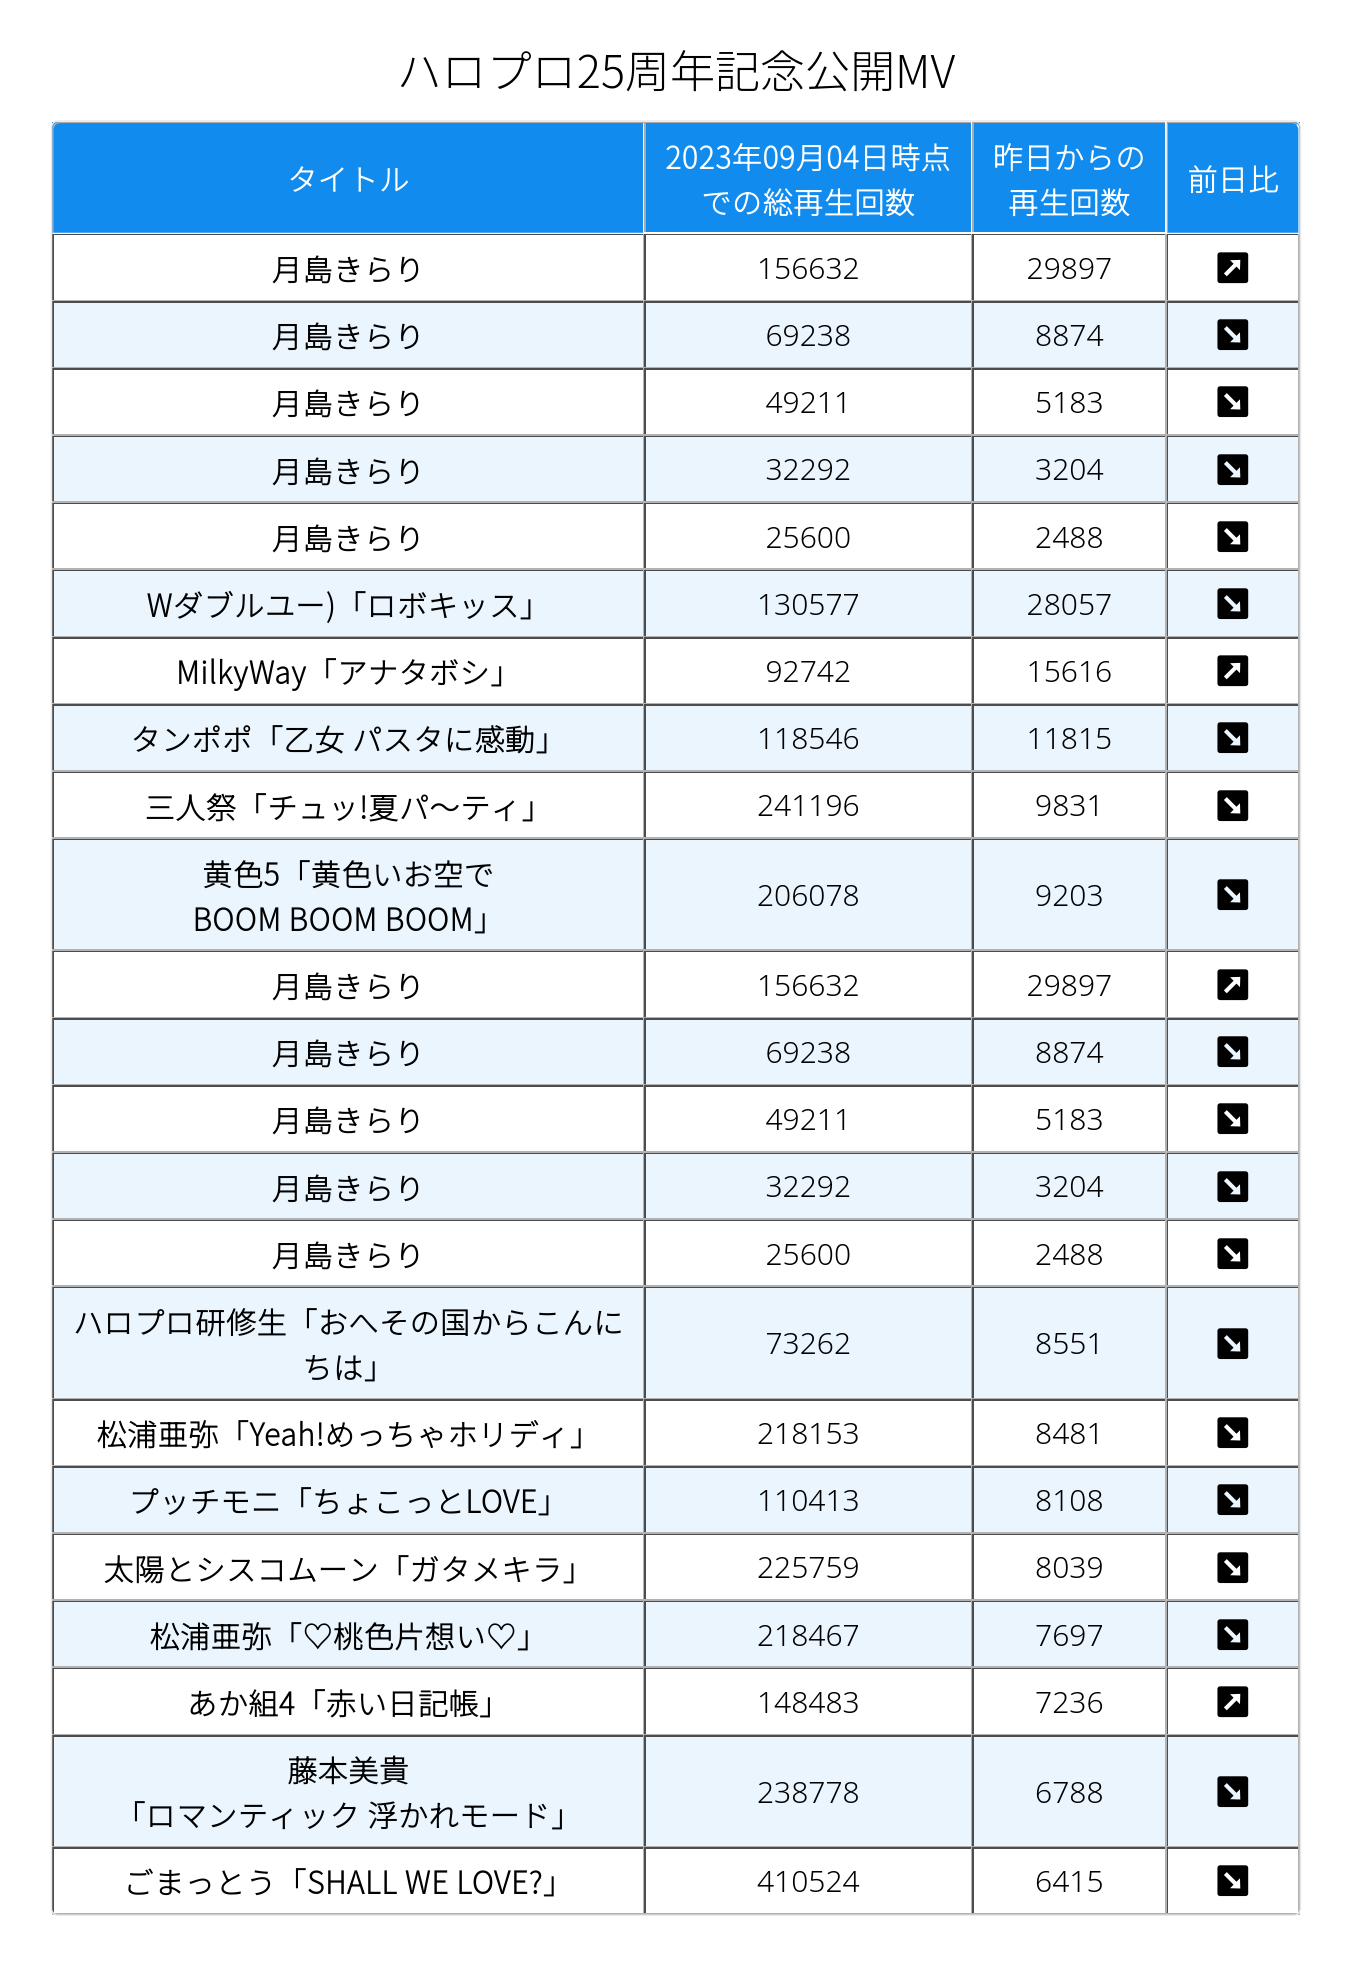 ハロプロ25周年記念公開MV
タイトル 2023年09月04日時点 昨日からの 前日比
での総再生回数 再生回数
月島きらり 156632 29897 ↗
月島きらり 69238 8874 ↘
月島きらり 49211 5183 ↘
月島きらり 32292 3204 ↘
月島きらり 25600 2488 ↘
Wダブルユー)「ロボキッス」 130577 28057 ↘
MilkyWay「アナタボシ」 92742 15616 ↗
タンポポ「乙女 パスタに感動」 118546 11815 ↘
三人祭「チュッ!夏パ〜ティ」 241196 9831 ↘
黄色5「黄色いお空で
BOOM BOOM BOOM」 206078 9203 ↘
月島きらり 156632 29897 ↗
月島きらり 69238 8874 ↘
月島きらり 49211 5183 ↘
月島きらり 32292 3204 ↘
月島きらり 25600 2488 ↘
ハロプロ研修生「おへその国からこんに
ちは」 73262 8551 ↘
松浦亜弥「Yeah!めっちゃホリディ」 218153 8481 ↘
プッチモニ「ちょこっとLOVE」 110413 8108 ↘
太陽とシスコムーン「ガタメキラ」 225759 8039 ↘
松浦亜弥「♡桃色片想い♡」 218467 7697 ↘
あか組4「赤い日記帳」 148483 7236 ↗
藤本美貴
「ロマンティック 浮かれモード」 238778 6788 ↘
ごまっとう「SHALL WE LOVE?」 410524 6415 ↘